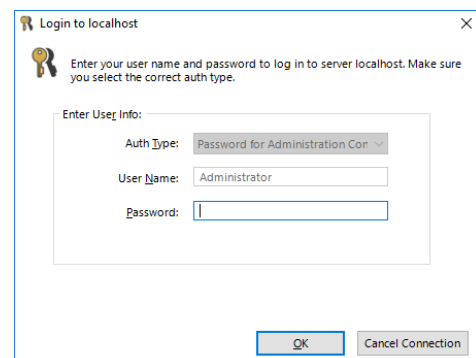 Login to localhost
Enter your user name and password to log in to server localhost. Make sure
you select the correct auth type.
Enter User Info:
Auth Type: Password for Administration Con
User Name: Administrator
Password:
OK Cancel Connection